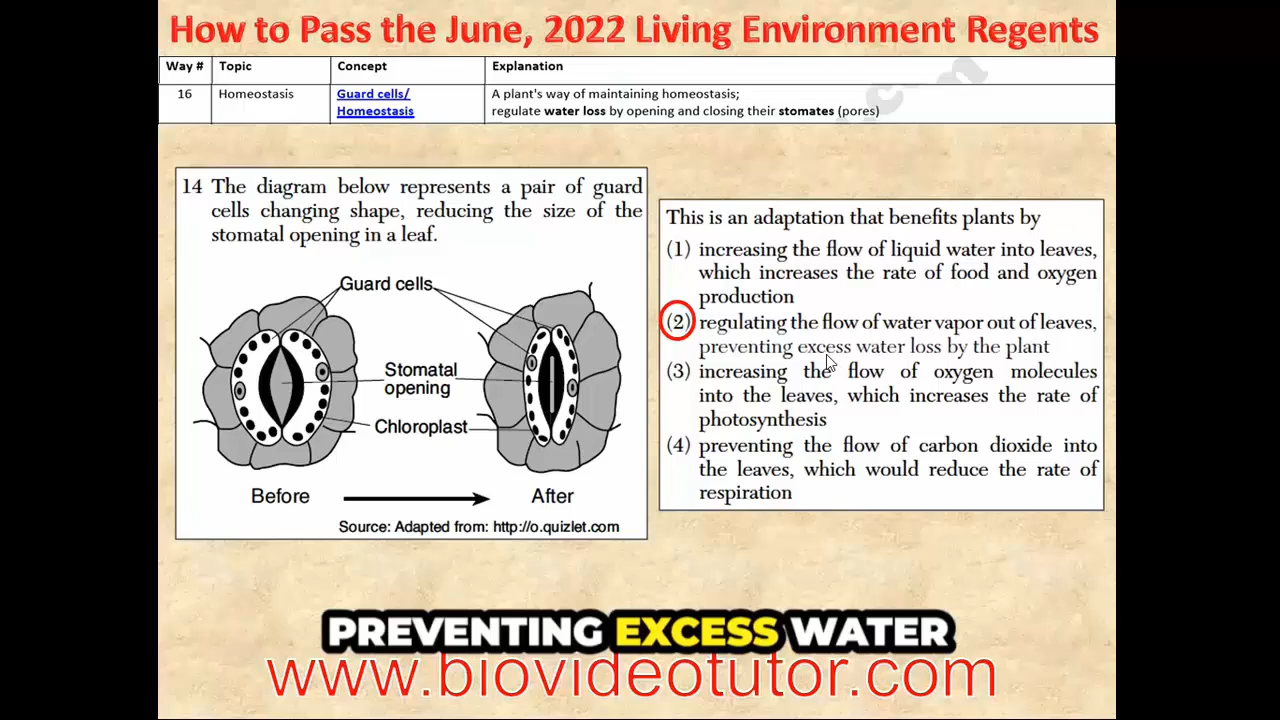 How to Pass the June, 2022 Living Environment Regents
Way # Topic Concept Explanation
16 Homeostasis Guard cells/ A plant's way of maintaining homeostasis;
Homeostasis regulate water loss by opening and closing their stomates (pores)
14 The diagram below represents a pair of guard
cells changing shape, reducing the size of the
stomatal opening in a leaf.
Guard cells
Stomatal
opening
Chloroplast
Before After
Source: Adapted from: http://o.quizlet.com
This is an adaptation that benefits plants by
(1) increasing the flow of liquid water into leaves,
which increases the rate of food and oxygen
production
(2) regulating the flow of water vapor out of leaves,
preventing excess water loss by the plant
(3) increasing the flow of oxygen molecules
into the leaves, which increases the rate of
photosynthesis
(4) preventing the flow of carbon dioxide into
the leaves, which would reduce the rate of
respiration
PREVENTING EXCESS WATER
www.biovideotutor.com